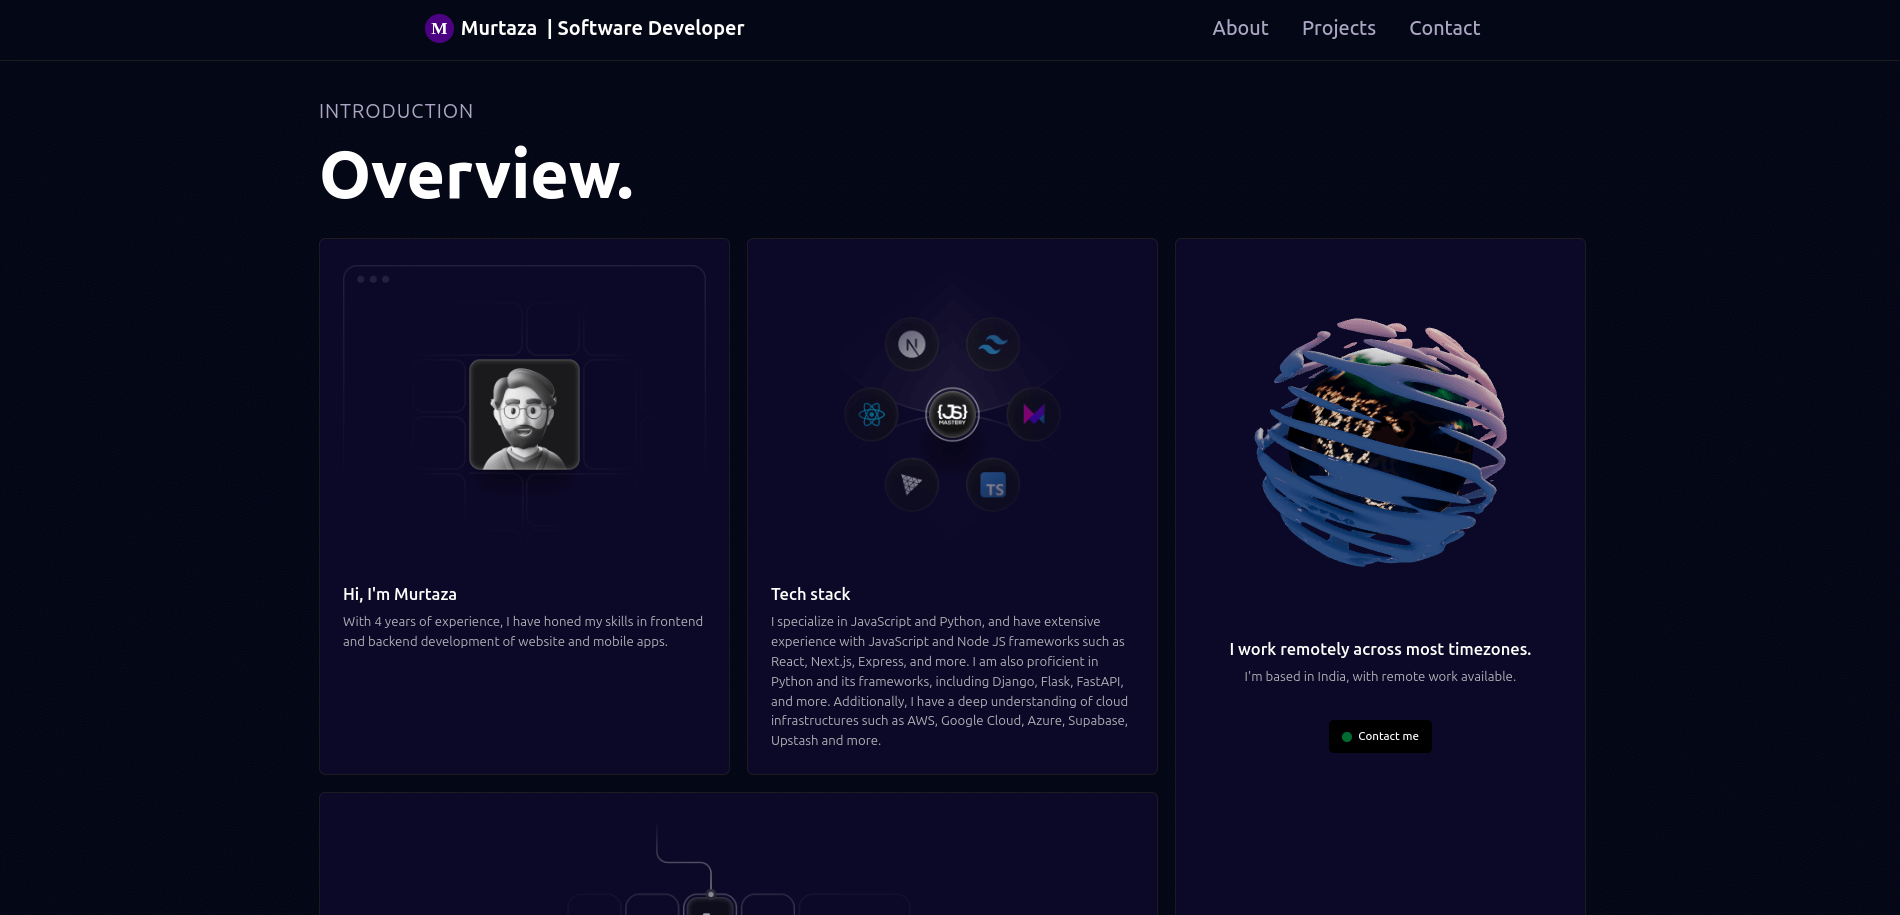 M Murtaza | Software Developer
About Projects Contact
INTRODUCTION
Overview.
N
{JS}
MASTERY
TS
Hi, I'm Murtaza
With 4 years of experience, I have honed my skills in frontend
and backend development of website and mobile apps.
Tech stack
I specialize in JavaScript and Python, and have extensive
experience with JavaScript and Node JS frameworks such as
React, Next.js, Express, and more. I am also proficient in
Python and its frameworks, including Django, Flask, FastAPI,
and more. Additionally, I have a deep understanding of cloud
infrastructures such as AWS, Google Cloud, Azure, Supabase,
Upstash and more.
I work remotely across most timezones.
I'm based in India, with remote work available.
Contact me